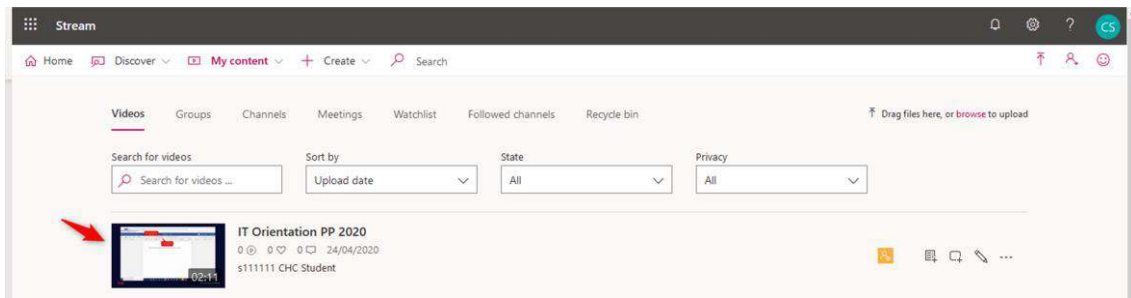 Stream
?
CS
Home Discover My content + Create Search
Videos Groups Channels Meetings Watchlist Followed channels Recycle bin Drag files here, or browse to upload
Search for videos Sort by State Privacy
Search for videos ... Upload date All All
IT Orientation PP 2020
0 0 0 24/04/2020
s111111 CHC Student
02:11